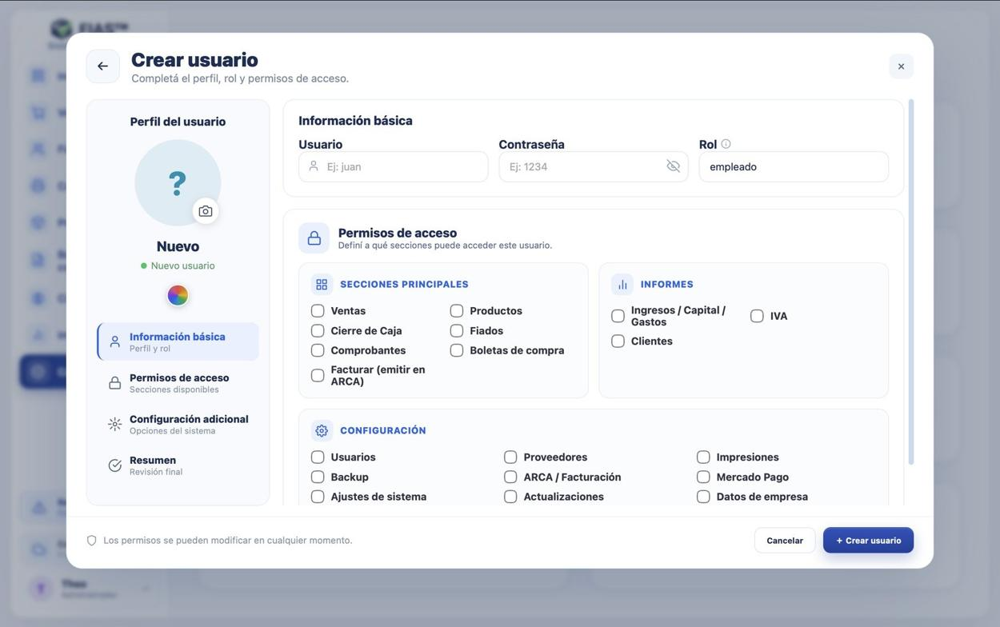 FIAS™
Crear usuario
Completá el perfil, rol y permisos de acceso.
Perfil del usuario
?
Nuevo
Nuevo usuario
Información básica
Perfil y rol
Permisos de acceso
Secciones disponibles
Configuración adicional
Opciones del sistema
Resumen
Revisión final
Información básica
Usuario
Contraseña
Rol
Ej: juan
Ej: 1234
empleado
Permisos de acceso
Definí a qué secciones puede acceder este usuario.
SECCIONES PRINCIPALES
Ventas
Productos
Cierre de Caja
Fiados
Comprobantes
Boletas de compra
Facturar (emitir en
ARCA)
INFORMES
Ingresos / Capital /
Gastos
IVA
Clientes
CONFIGURACIÓN
Usuarios
Proveedores
Impresiones
Backup
ARCA / Facturación
Mercado Pago
Ajustes de sistema
Actualizaciones
Datos de empresa
Los permisos se pueden modificar en cualquier momento.
Cancelar
+ Crear usuario
Theo
Administrador